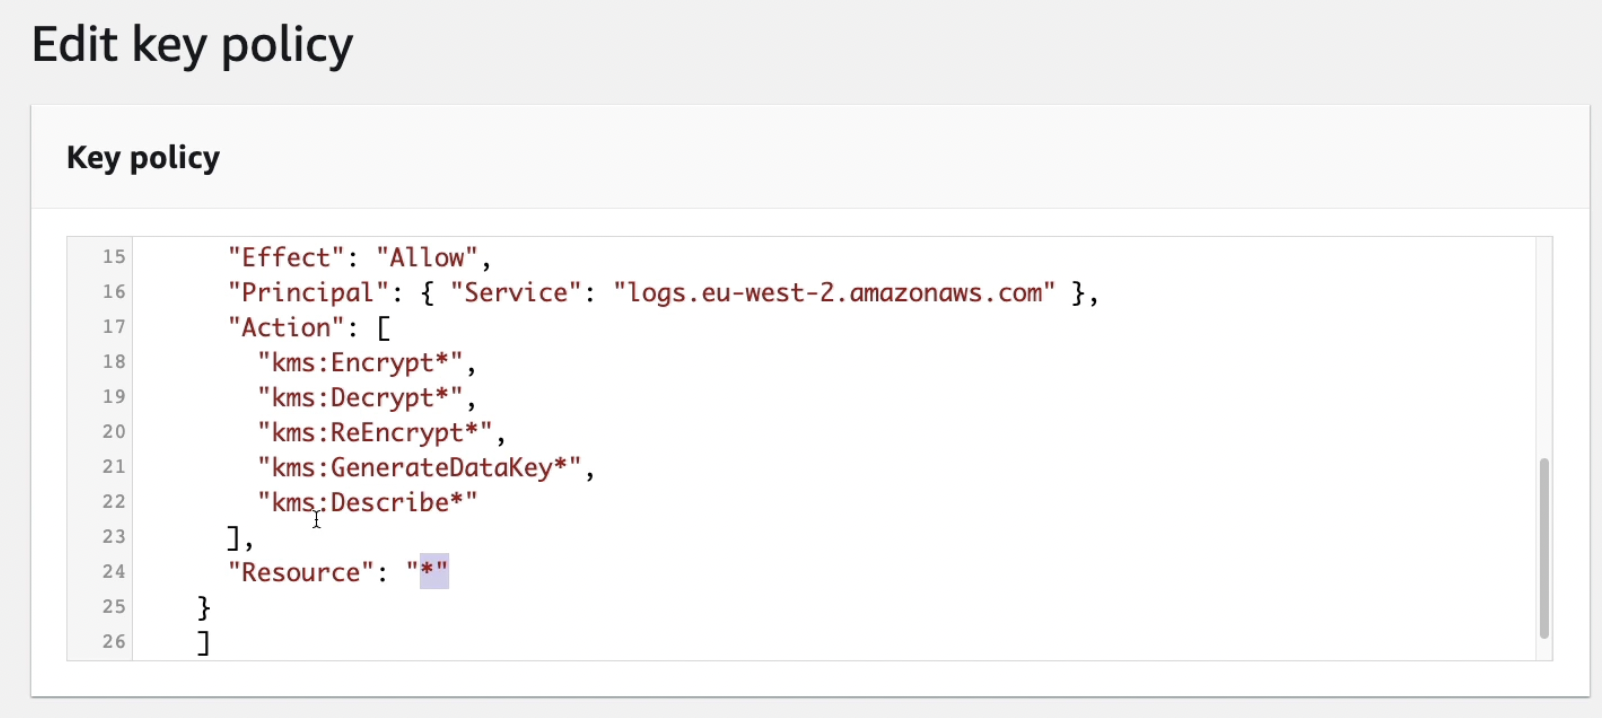 Edit key policy
Key policy
15 "Effect": "Allow",
16 "Principal": { "Service": "logs.eu-west-2.amazonaws.com" },
17 "Action": [
18 "kms:Encrypt*",
19 "kms:Decrypt*",
20 "kms:ReEncrypt*",
21 "kms:GenerateDataKey*",
22 "kms:Describe*"
23 ],
24 "Resource": "*"
25 }
26 ]